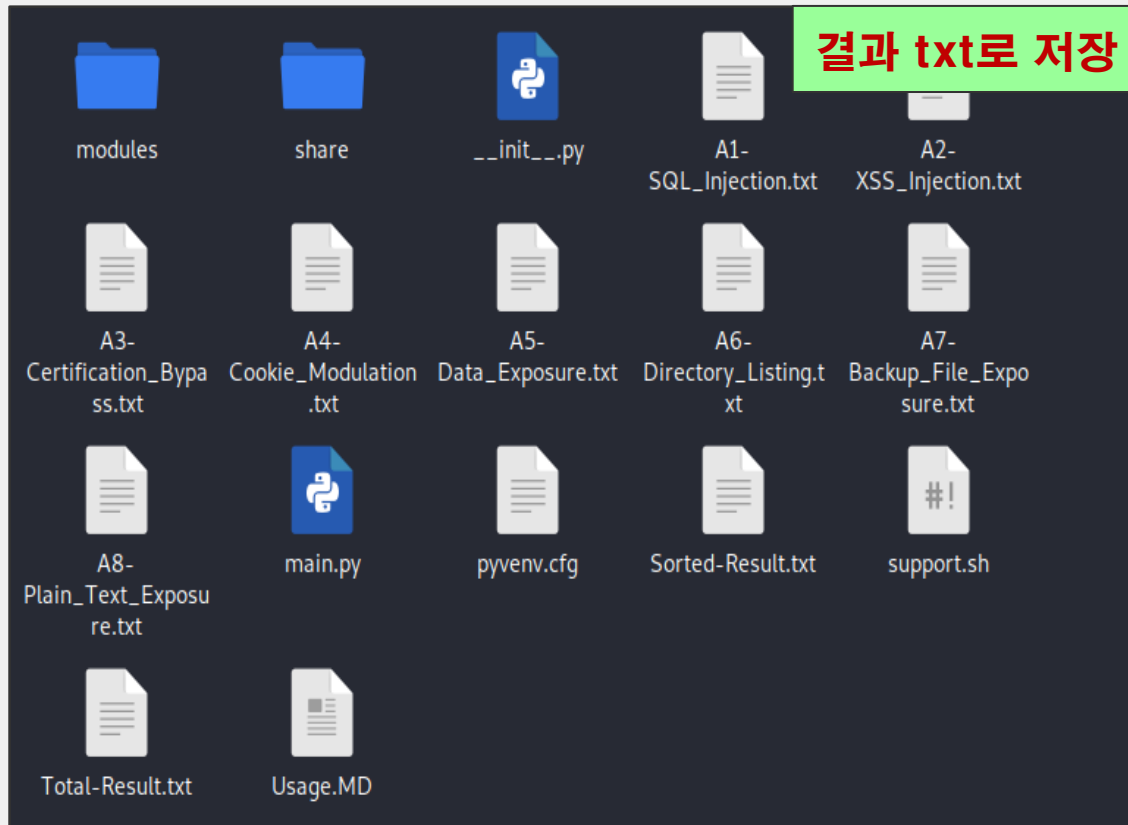 결과 txt로 저장
modules
share
__init__.py
A1-
SQL_Injection.txt
A2-
XSS_Injection.txt
A3-
Certification_Bypa
ss.txt
A4-
Cookie_Modulation
.txt
A5-
Data_Exposure.txt
A6-
Directory_Listing.t
xt
A7-
Backup_File_Expo
sure.txt
A8-
Plain_Text_Exposu
re.txt
main.py
pyvenv.cfg
Sorted-Result.txt
#!
support.sh
Total-Result.txt
Usage.MD